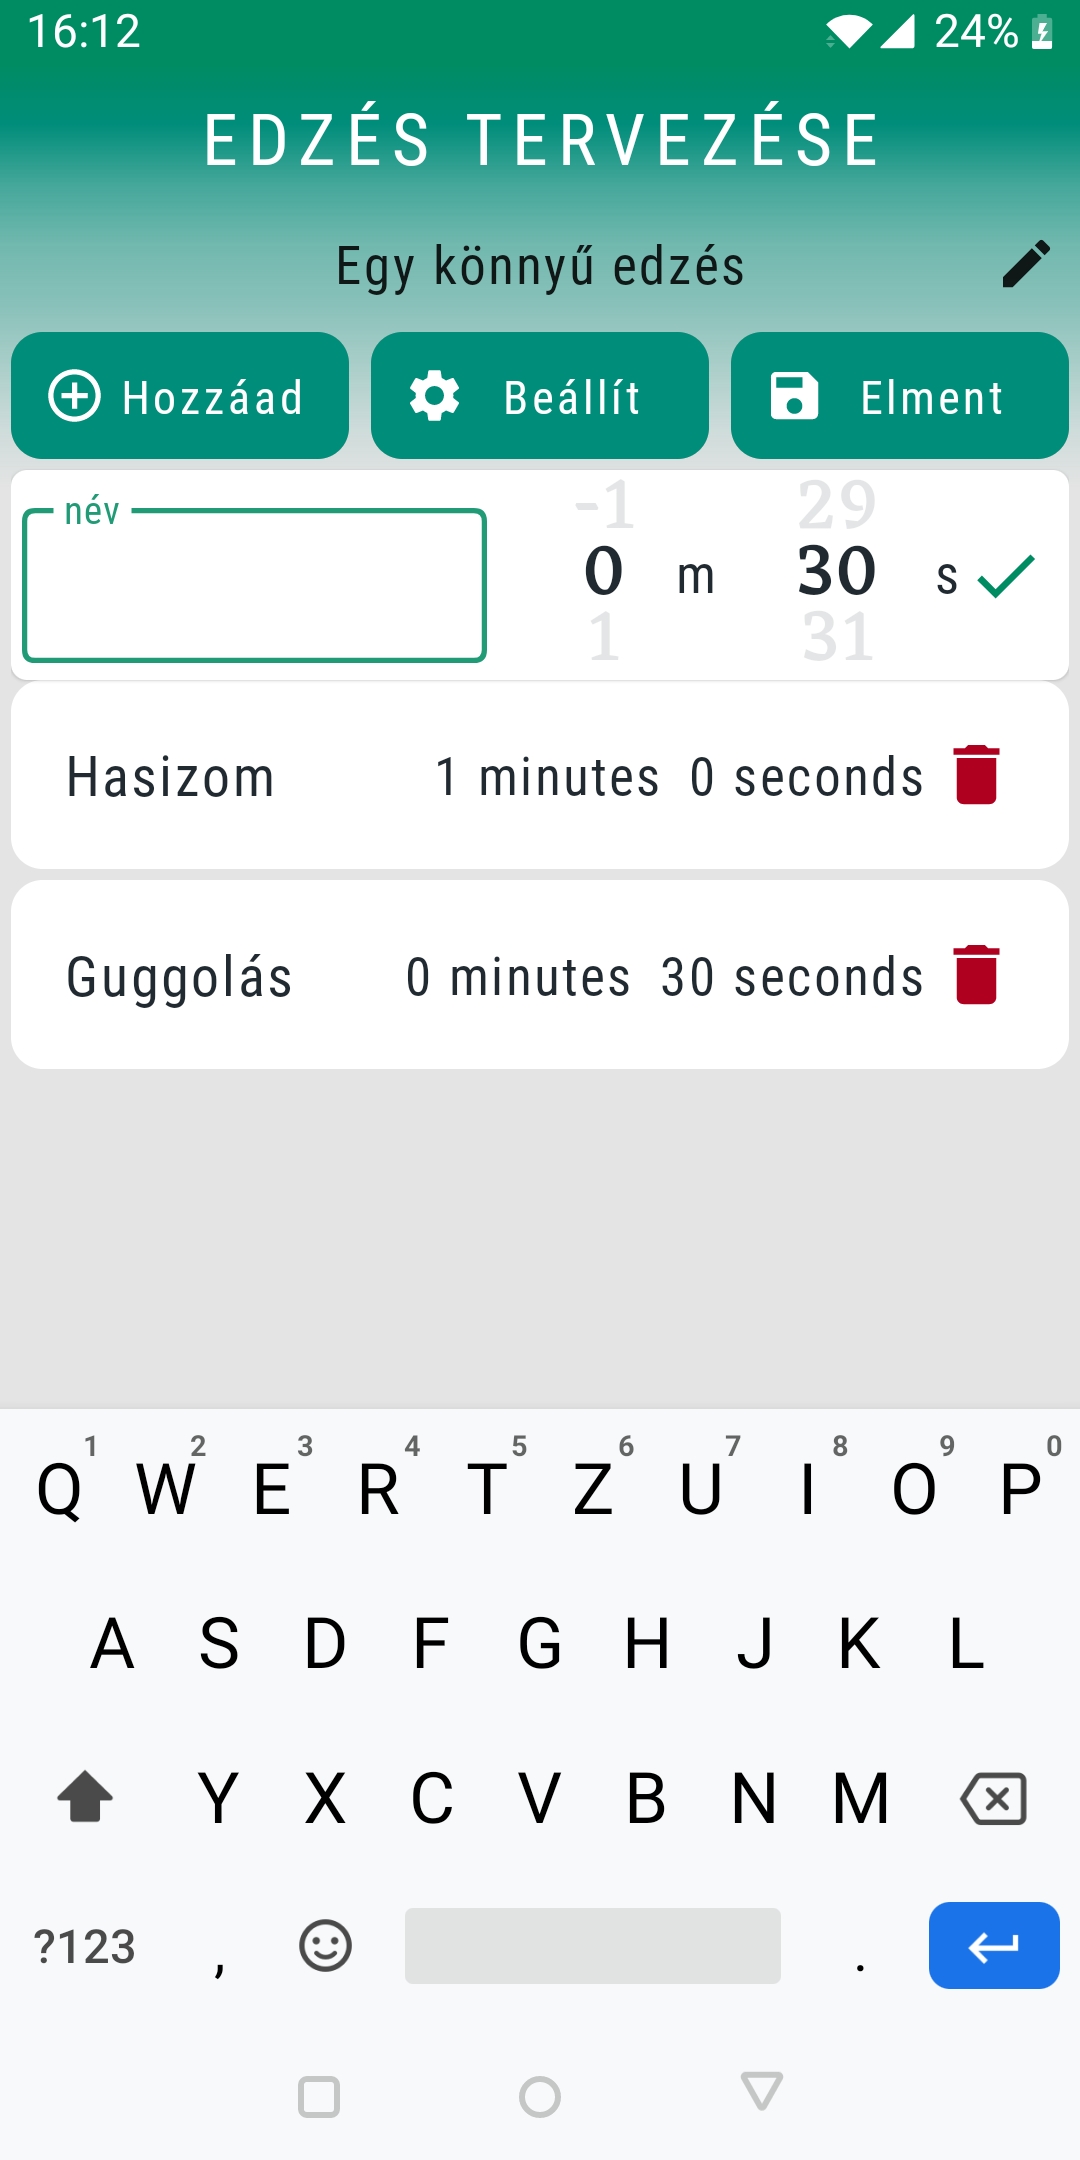 16:12 24%
EDZÉS TERVEZÉSE
Egy könnyű edzés
Hozzáad Beállít Elment
név
-1 29
0 m 30 s
1 31
Hasizom 1 minutes 0 seconds
Guggolás 0 minutes 30 seconds
1 2 3 4 5 6 7 8 9 0
Q W E R T Z U I O P
A S D F G H J K L
Y X C V B N M
?123 , .